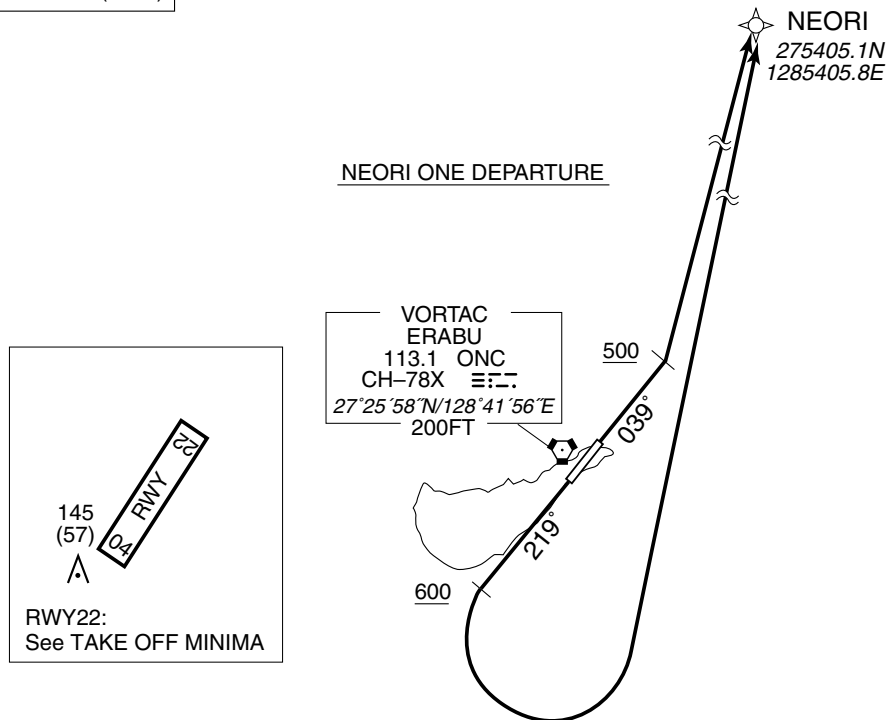 NEORI
275405.1N
1285405.8E
NEORI ONE DEPARTURE
VORTAC
ERABU
113.1 ONC
CH–78X
27°25´58˝N/128°41´56˝E
200FT
500
039°
219°
600
22
RWY
04
145
(57)
RWY22:
See TAKE OFF MINIMA